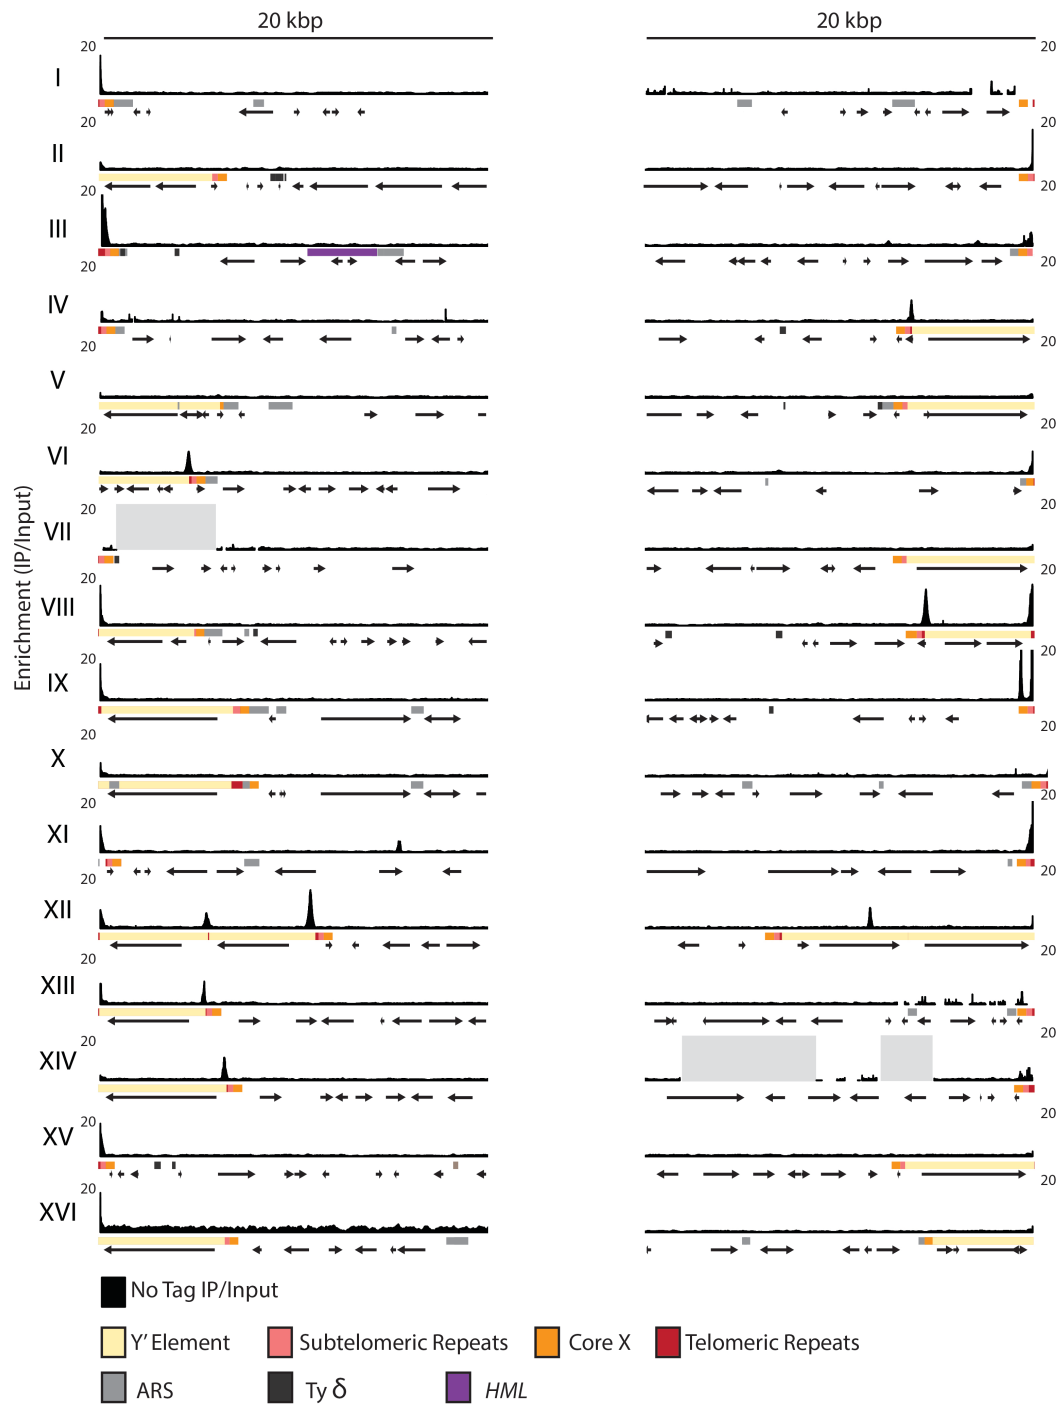 20 kbp 20 kbp
20 20
I
20 20
II
20 20
III
20 20
IV
20 20
V
20 20
VI
20 20
VII
20 20
VIII
20 20
IX
20 20
X
20 20
XI
20 20
XII
20 20
XIII
20 20
XIV
20 20
XV
20 20
XVI
Enrichment (IP/Input)
No Tag IP/Input
Y′ Element Subtelomeric Repeats Core X Telomeric Repeats
ARS Ty δ HML